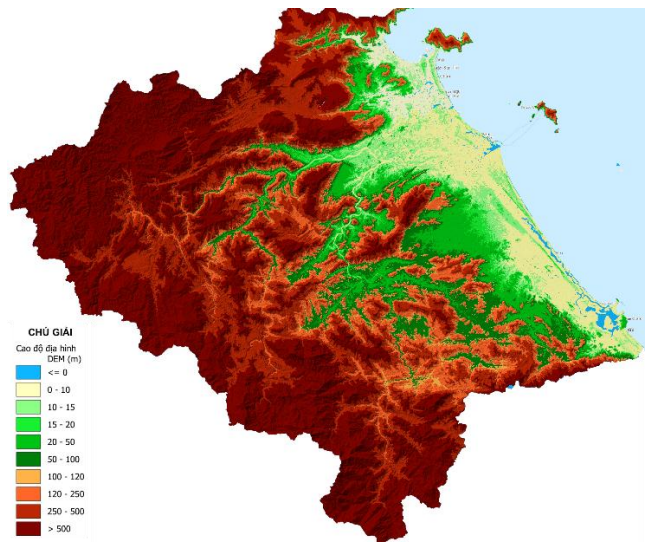 CHÚ GIẢI
Cao độ địa hình
DEM (m)
<= 0
0 - 10
10 - 15
15 - 20
20 - 50
50 - 100
100 - 120
120 - 250
250 - 500
> 500